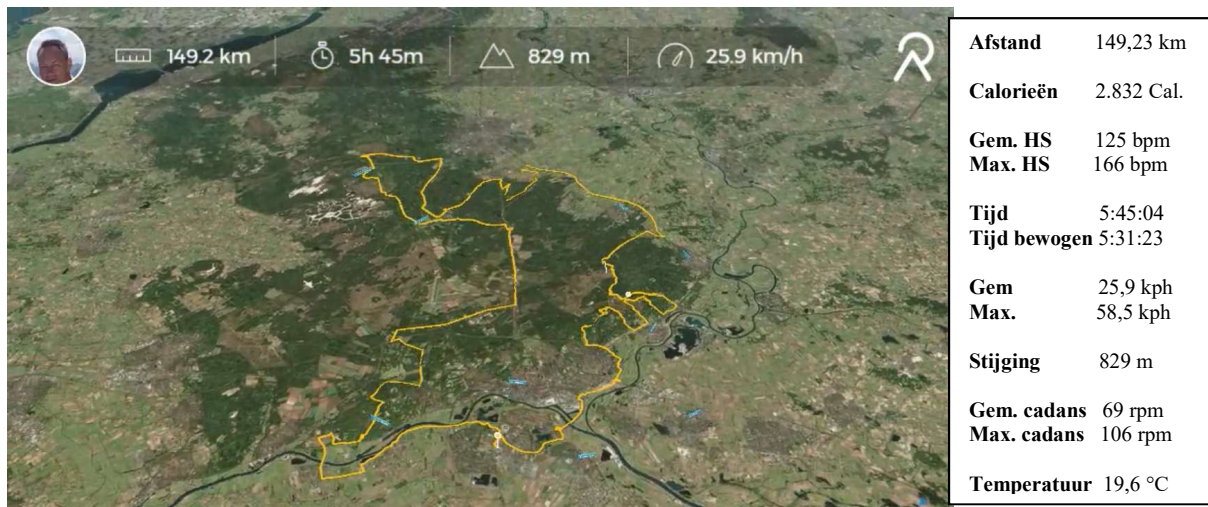 149.2 km 5h 45m 829 m 25.9 km/h
Afstand 149,23 km
Calorieën 2.832 Cal.
Gem. HS 125 bpm
Max. HS 166 bpm
Tijd 5:45:04
Tijd bewogen 5:31:23
Gem 25,9 kph
Max. 58,5 kph
Stijging 829 m
Gem. cadans 69 rpm
Max. cadans 106 rpm
Temperatuur 19,6 °C